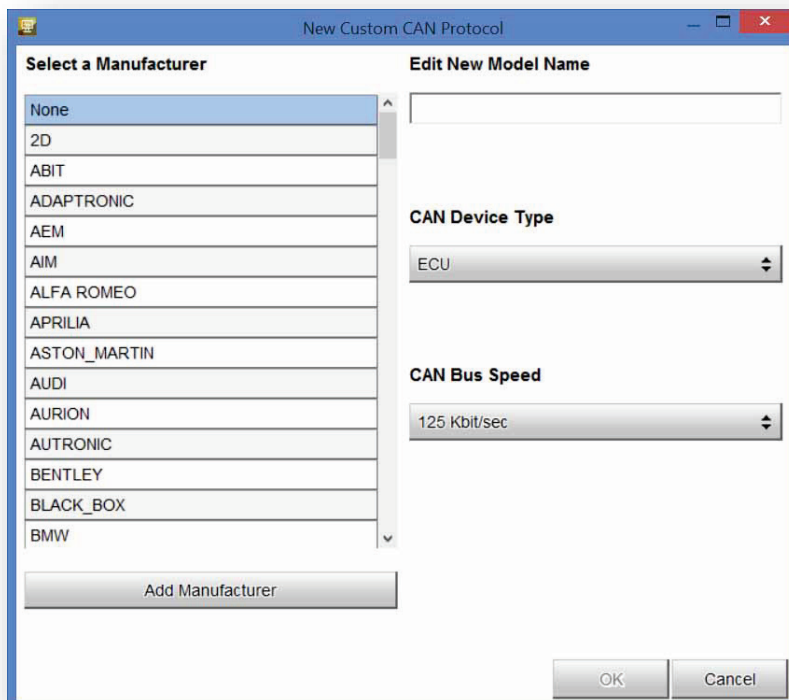 New Custom CAN Protocol
Select a Manufacturer
None
2D
ABIT
ADAPTRONIC
AEM
AIM
ALFA ROMEO
APRILIA
ASTON_MARTIN
AUDI
AURION
AUTRONIC
BENTLEY
BLACK_BOX
BMW
Add Manufacturer
Edit New Model Name
CAN Device Type
ECU
CAN Bus Speed
125 Kbit/sec
OK
Cancel